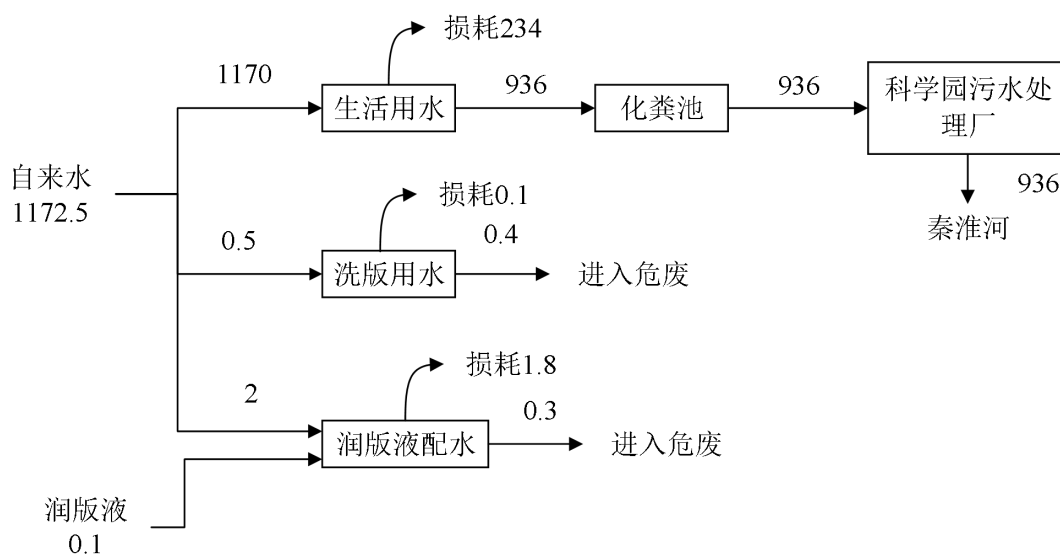 损耗234
1170
生活用水
936
化粪池
936
科学园污水处
理厂
936
秦淮河
自来水
1172.5
损耗0.1
0.5
洗版用水
0.4
进入危废
损耗1.8
2
润版液配水
0.3
进入危废
润版液
0.1